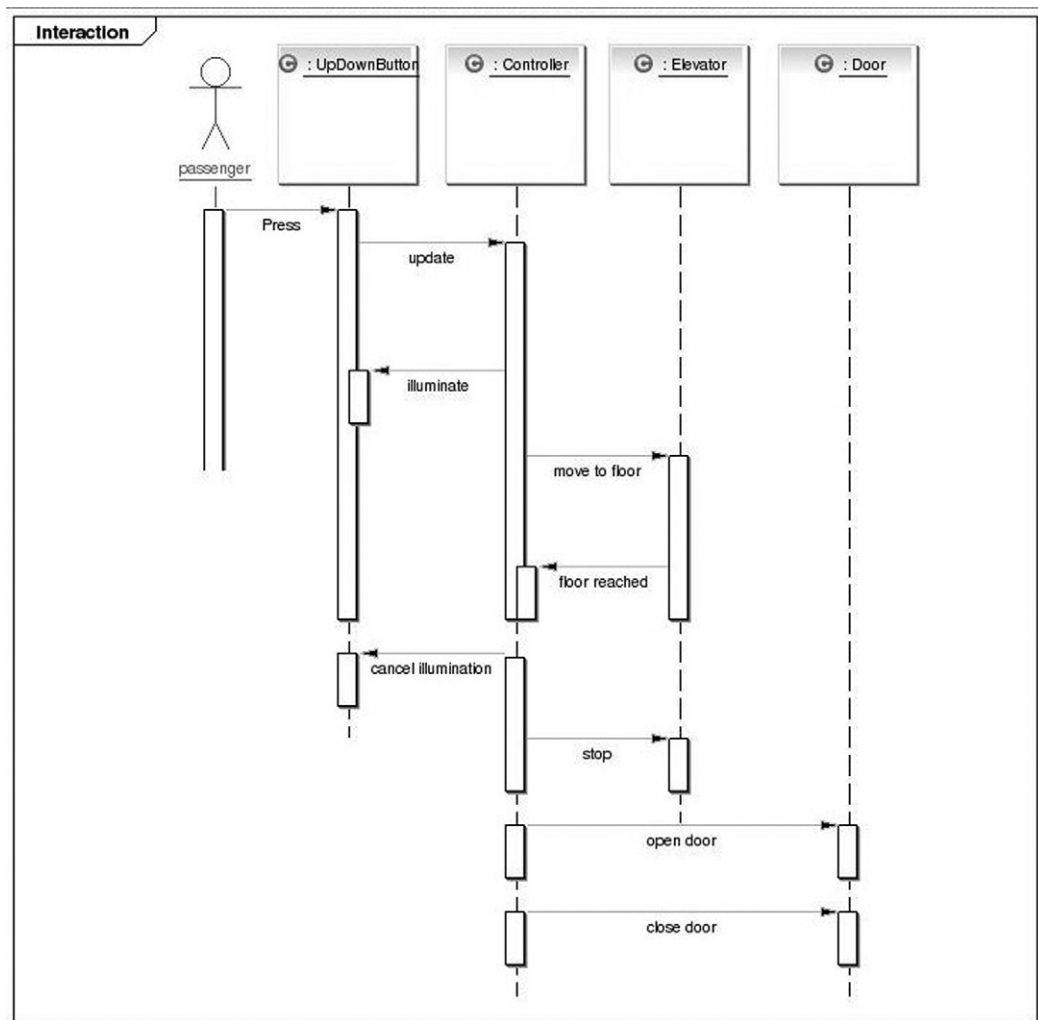 Interaction
passenger
C : UpDownButton
C : Controller
C : Elevator
C : Door
Press
update
illuminate
move to floor
floor reached
cancel illumination
stop
open door
close door